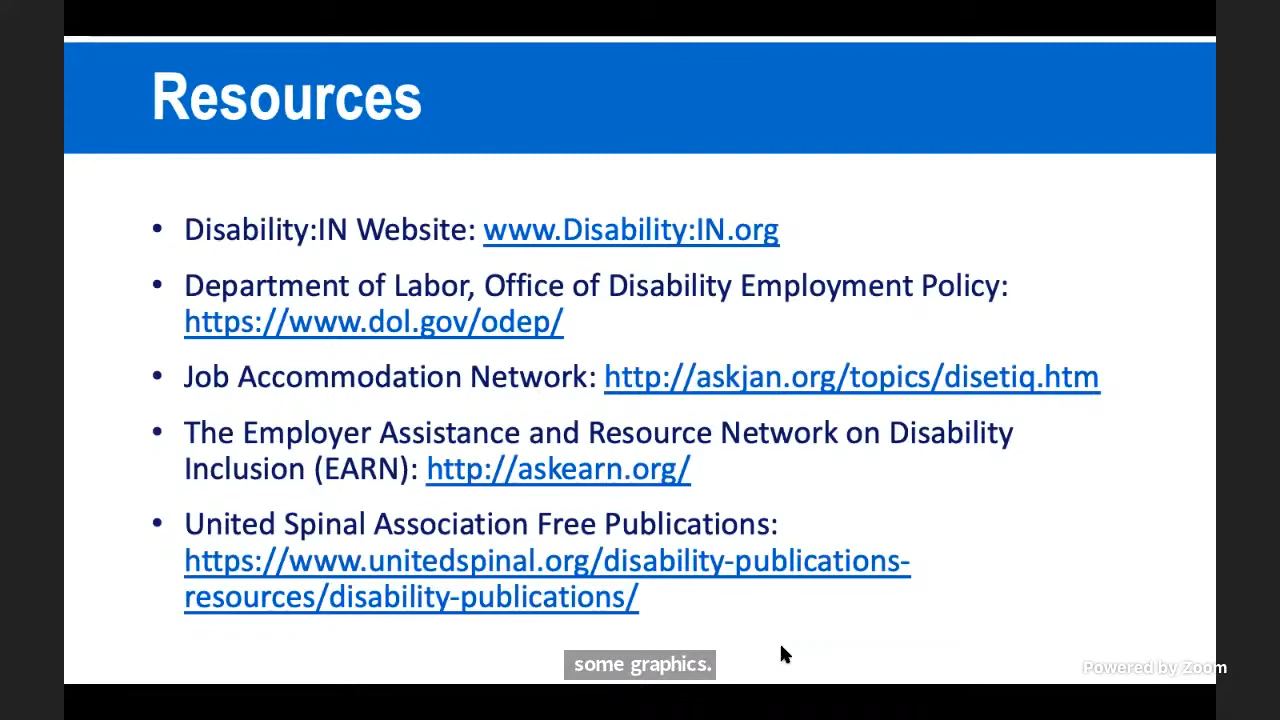 Resources
• Disability:IN Website: www.Disability:IN.org
• Department of Labor, Office of Disability Employment Policy:
https://www.dol.gov/odep/
• Job Accommodation Network: http://askjan.org/topics/disetiq.htm
• The Employer Assistance and Resource Network on Disability
Inclusion (EARN): http://askearn.org/
• United Spinal Association Free Publications:
https://www.unitedspinal.org/disability-publications-
resources/disability-publications/
some graphics.
Powered by Zoom